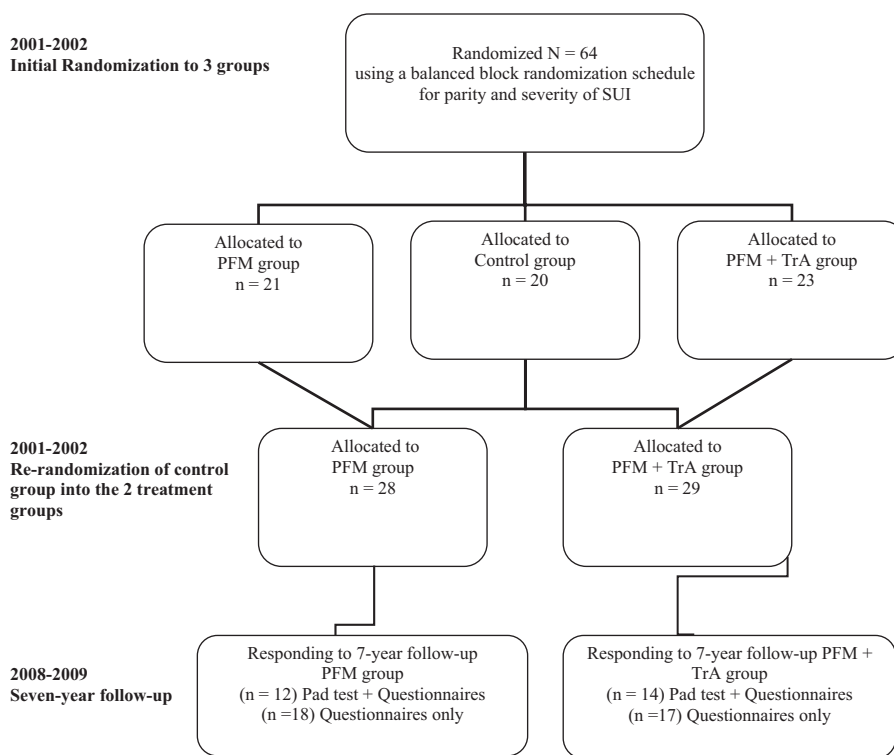 2001-2002
Initial Randomization to 3 groups
Randomized N = 64
using a balanced block randomization schedule
for parity and severity of SUI
Allocated to
PFM group
n = 21
Allocated to
Control group
n = 20
Allocated to
PFM + TrA group
n = 23
2001-2002
Re-randomization of control
group into the 2 treatment
groups
Allocated to
PFM group
n = 28
Allocated to
PFM + TrA group
n = 29
2008-2009
Seven-year follow-up
Responding to 7-year follow-up
PFM group
(n = 12) Pad test + Questionnaires
(n =18) Questionnaires only
Responding to 7-year follow-up PFM +
TrA group
(n = 14) Pad test + Questionnaires
(n =17) Questionnaires only